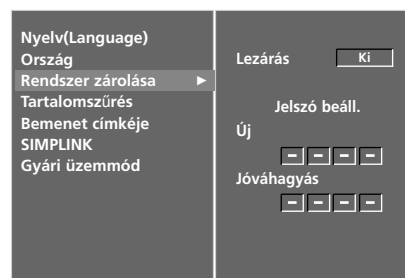 Nyelv(Language)
Ország
Rendszer zárolása ►
Tartalomszűrés
Bemenet címkéje
SIMPLINK
Gyári üzemmód
Lezárás Ki
Jelszó beáll.
Új
– – – –
Jóváhagyás
– – – –